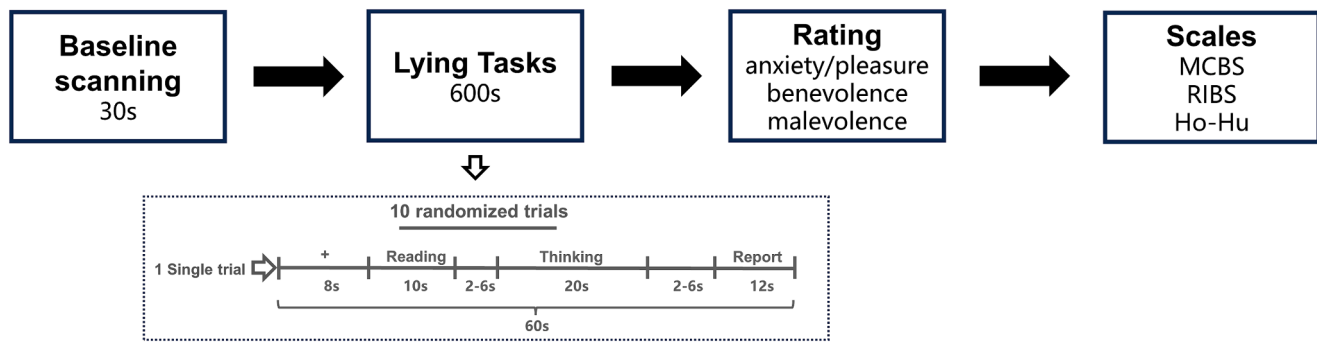 Baseline
scanning
30s
Lying Tasks
600s
Rating
anxiety/pleasure
benevolence
malevolence
Scales
MCBS
RIBS
Ho-Hu
10 randomized trials
1 Single trial
+ Reading Thinking Report
8s 10s 2-6s 20s 2-6s 12s
60s